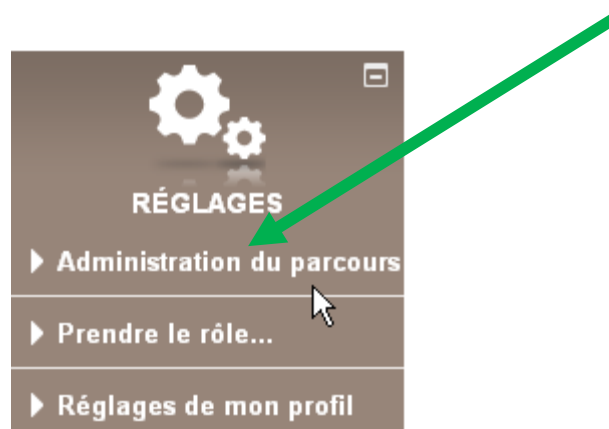 RÉGLAGES
Administration du parcours
Prendre le rôle...
Réglages de mon profil